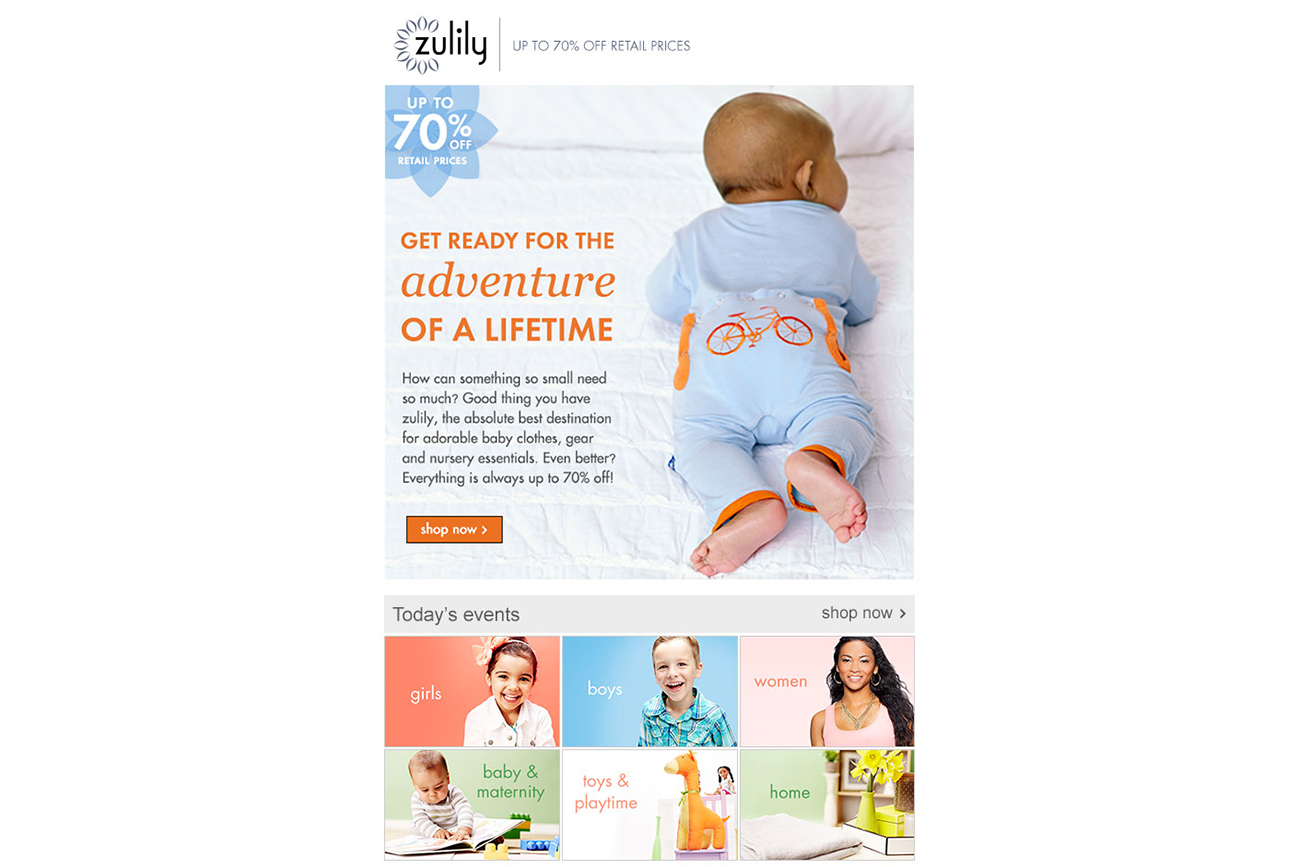 zulily
UP TO 70% OFF RETAIL PRICES
UP TO
70%
OFF
RETAIL PRICES
GET READY FOR THE
adventure
OF A LIFETIME
How can something so small need
so much? Good thing you have
zulily, the absolute best destination
for adorable baby clothes, gear
and nursery essentials. Even better?
Everything is always up to 70% off!
shop now >
Today's events
shop now >
girls
boys
women
baby &
maternity
toys &
playtime
home